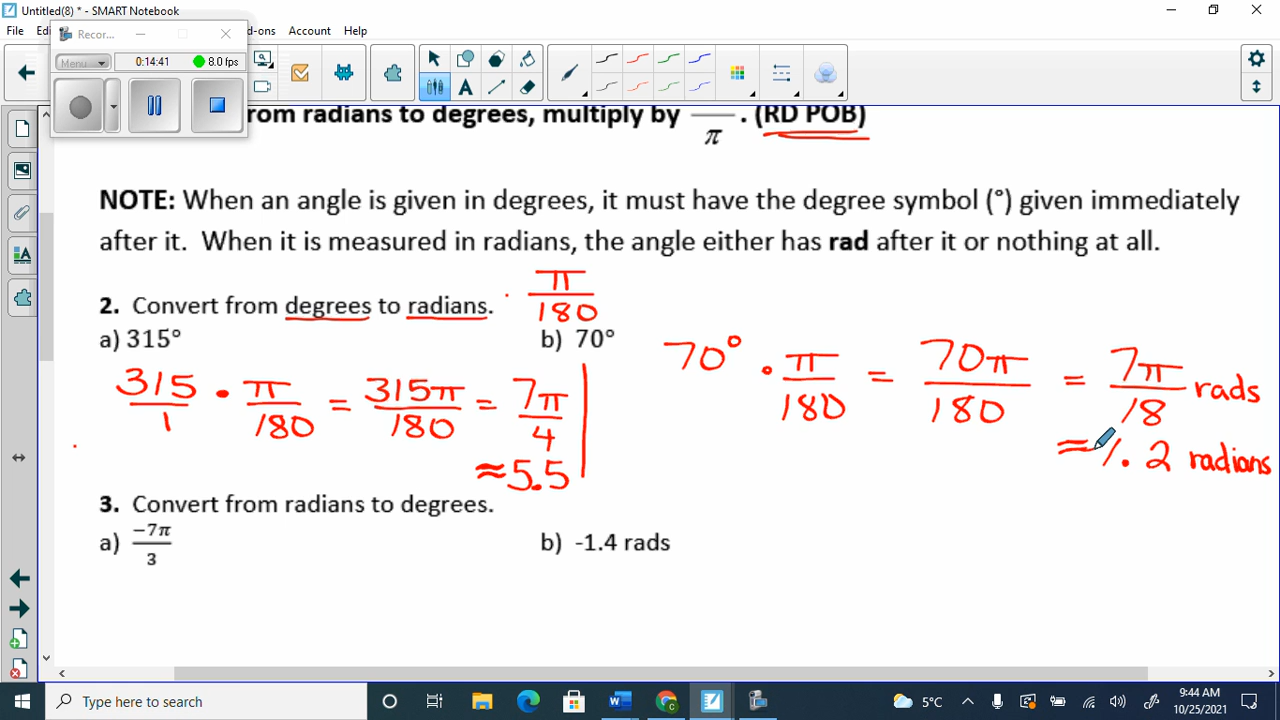 Untitled(8) * - SMART Notebook
File
Ed
d-ons
Account
Help
Recor...
Menu
0:14:41
8.0 fps
om radians to degrees, multiply by —/π. (RD POB)
NOTE: When an angle is given in degrees, it must have the degree symbol (°) given immediately
after it. When it is measured in radians, the angle either has rad after it or nothing at all.
2. Convert from degrees to radians. · π/180
a) 315°
b) 70°
315/1 · π/180 = 315π/180 = 7π/4
≈5.5
70° · π/180 = 70π/180 = 7π/18 rads
≈1.2 radians
3. Convert from radians to degrees.
a) −7π/3
b) -1.4 rads
Type here to search
5°C
9:44 AM
10/25/2021